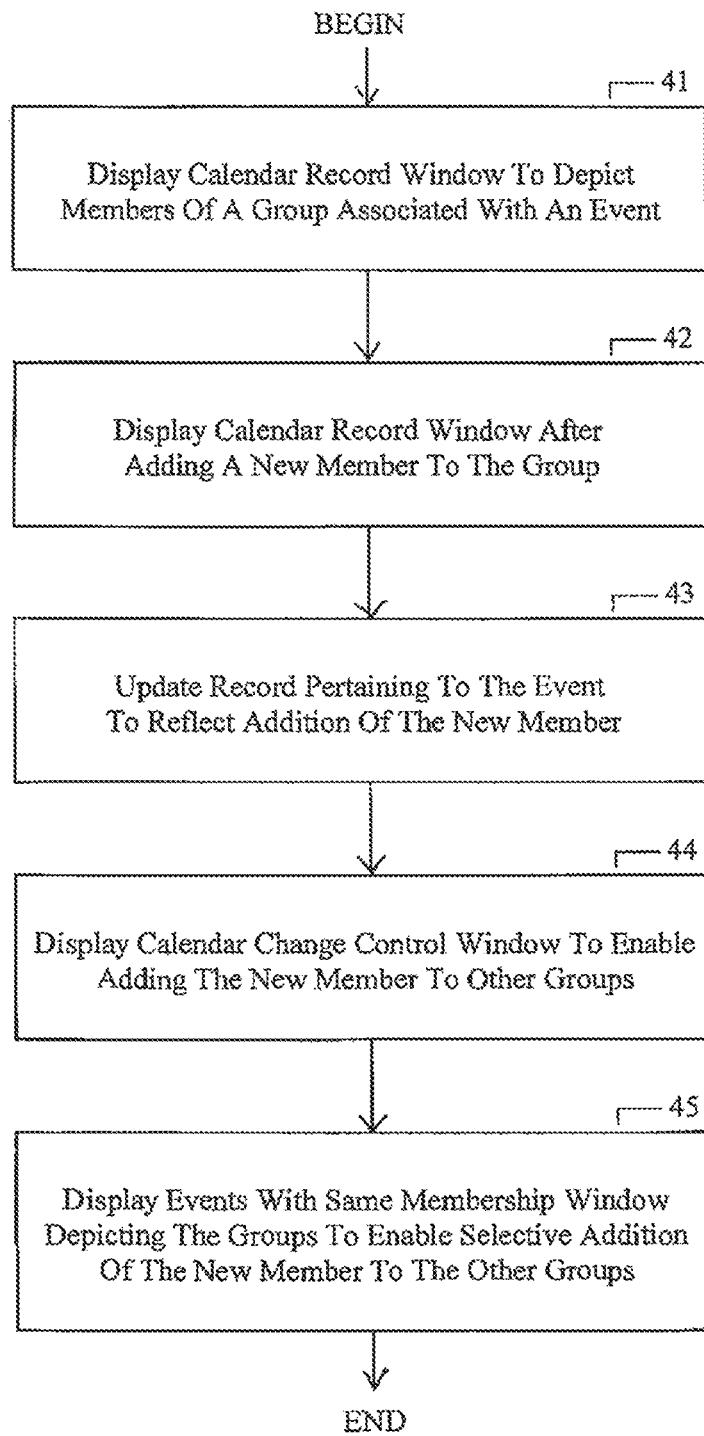 BEGIN
41
Display Calendar Record Window To Depict
Members Of A Group Associated With An Event
42
Display Calendar Record Window After
Adding A New Member To The Group
43
Update Record Pertaining To The Event
To Reflect Addition Of The New Member
44
Display Calendar Change Control Window To Enable
Adding The New Member To Other Groups
45
Display Events With Same Membership Window
Depicting The Groups To Enable Selective Addition
Of The New Member To The Other Groups
END